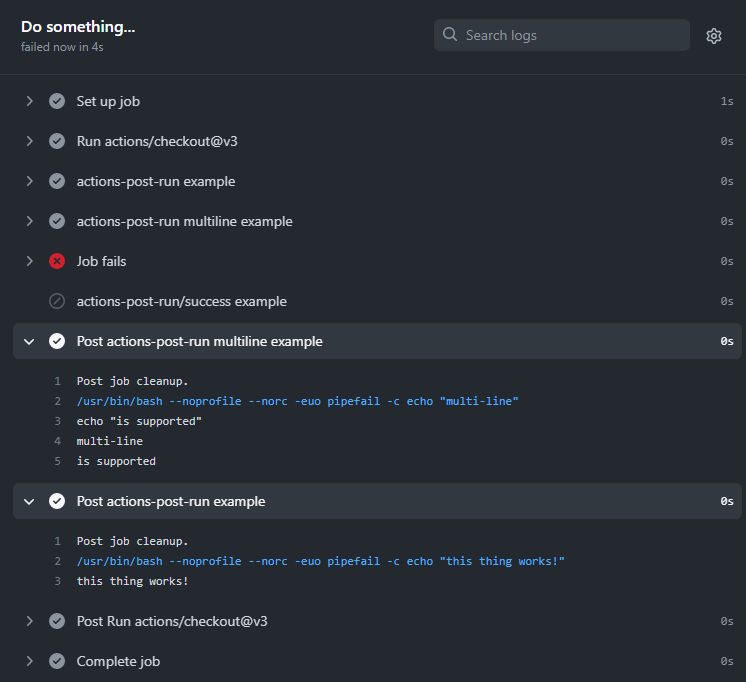 Do something...
failed now in 4s
Search logs
Set up job 1s
Run actions/checkout@v3 0s
actions-post-run example 0s
actions-post-run multiline example 0s
Job fails 0s
actions-post-run/success example 0s
Post actions-post-run multiline example 0s
1 Post job cleanup.
2 /usr/bin/bash --noprofile --norc -euo pipefail -c echo "multi-line"
3 echo "is supported"
4 multi-line
5 is supported
Post actions-post-run example 0s
1 Post job cleanup.
2 /usr/bin/bash --noprofile --norc -euo pipefail -c echo "this thing works!"
3 this thing works!
Post Run actions/checkout@v3 0s
Complete job 0s